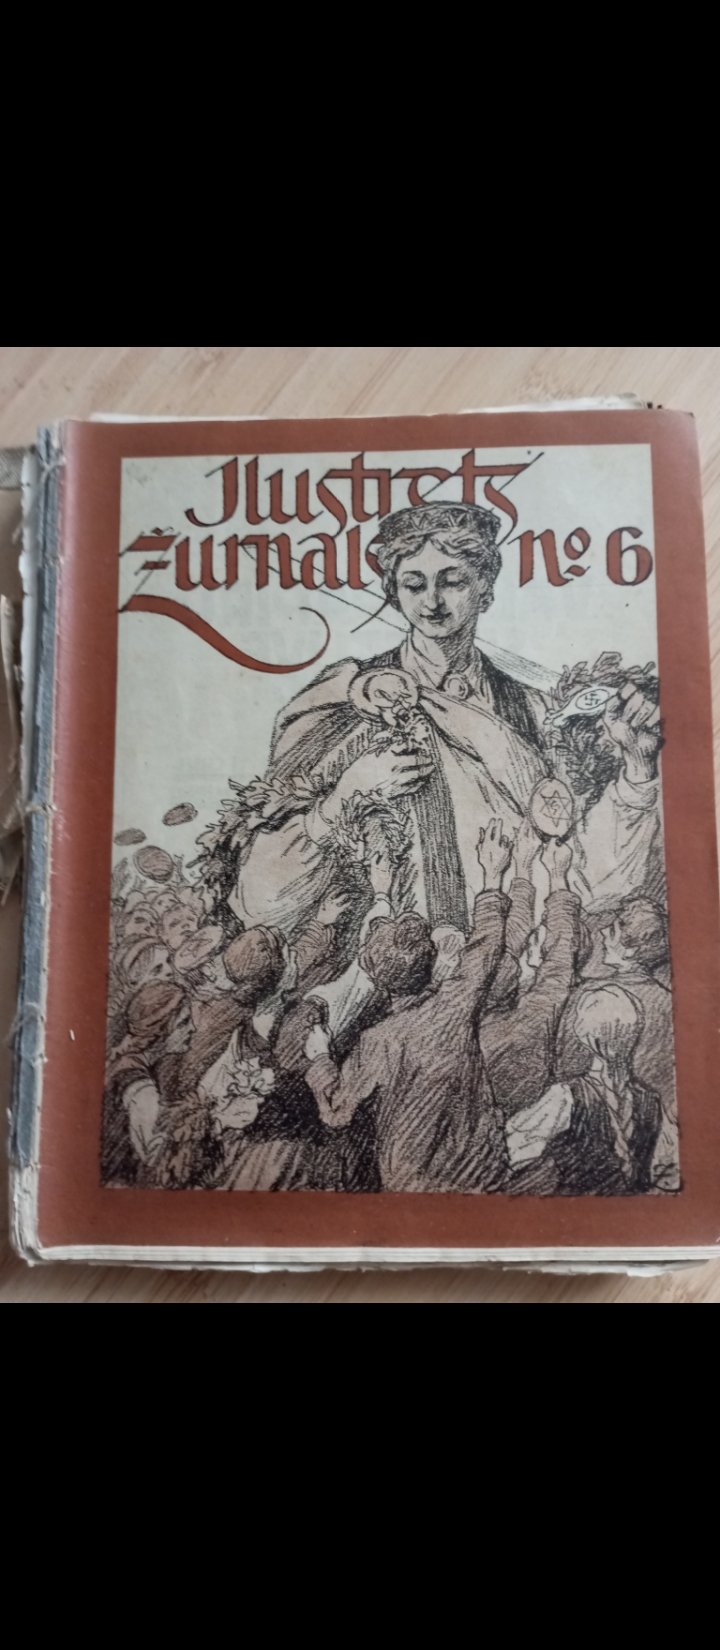 Ilustrets
žurnals No 6